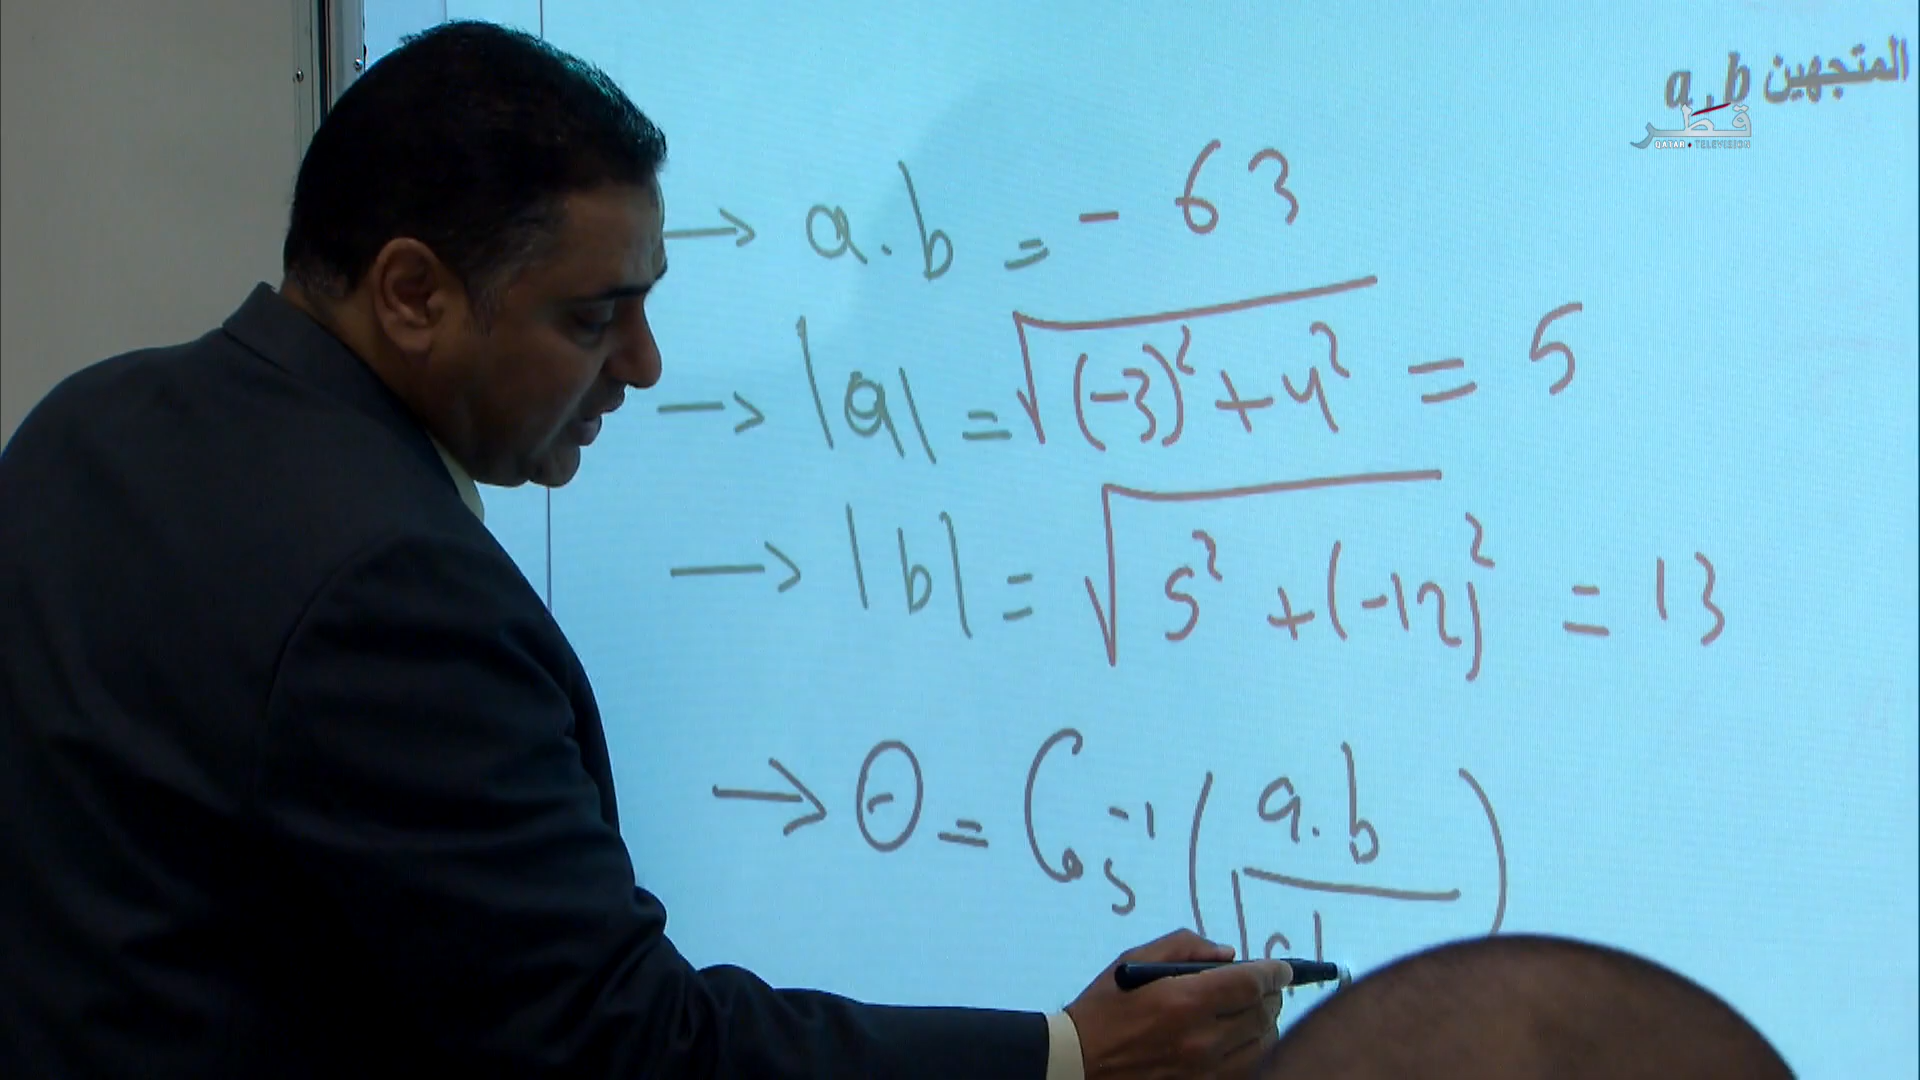 المتجهين a , b
قطر
QATAR • TELEVISION
→ a.b = - 63
→ |a| = √(-3)² + 4² = 5
→ |b| = √5² + (-12)² = 13
→ θ = Cos⁻¹ ( a.b
|a|